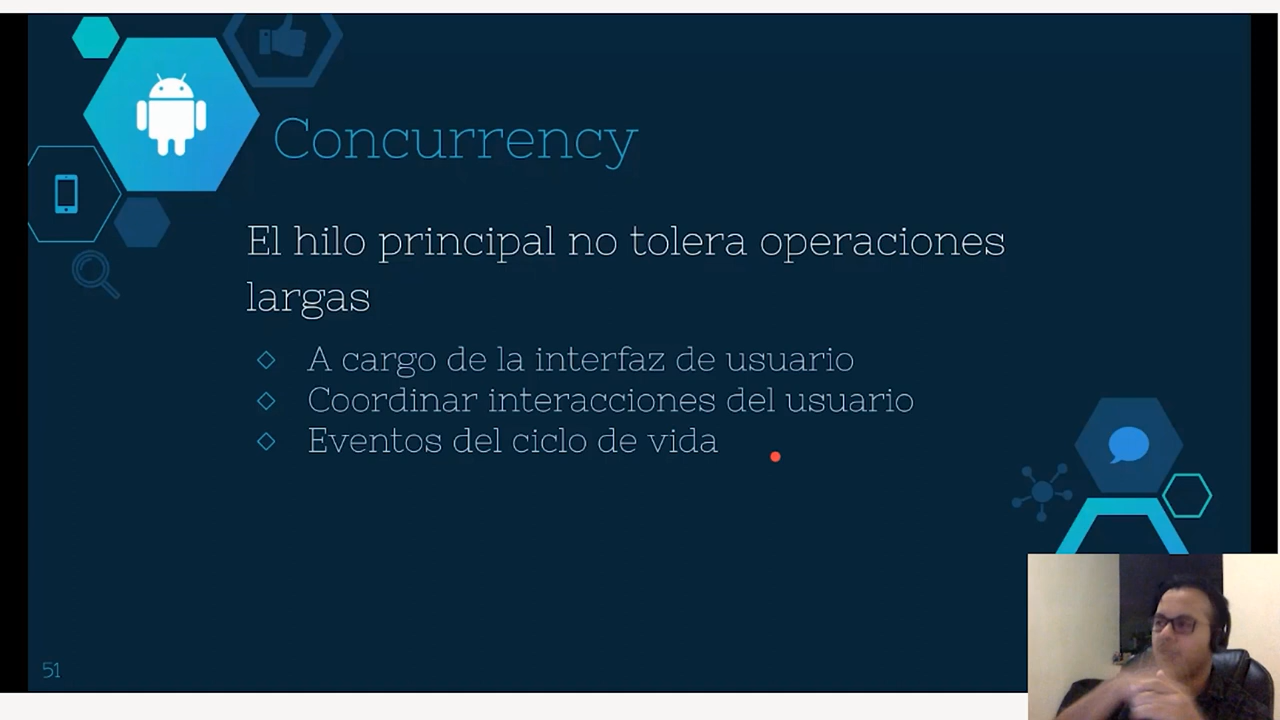 Concurrency
El hilo principal no tolera operaciones
largas
A cargo de la interfaz de usuario
Coordinar interacciones del usuario
Eventos del ciclo de vida
51